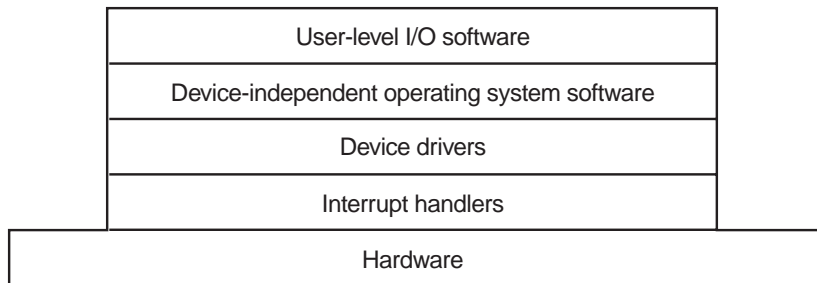 User-level I/O software
Device-independent operating system software
Device drivers
Interrupt handlers
Hardware